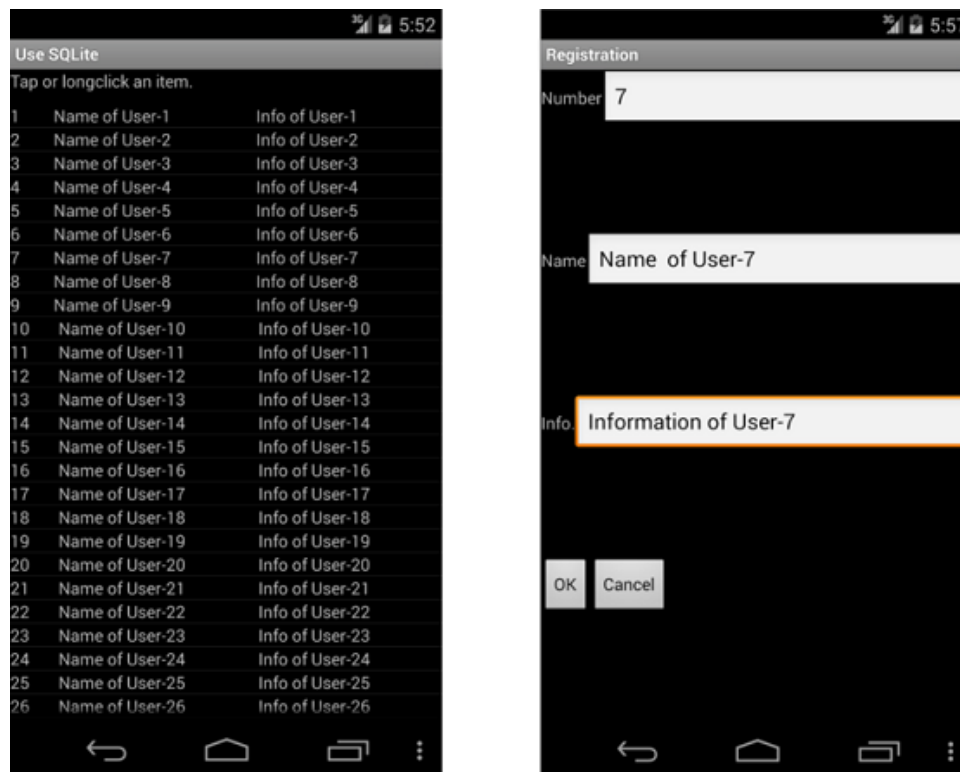 3G 5:52
Use SQLite
Tap or longclick an item.
1 Name of User-1 Info of User-1
2 Name of User-2 Info of User-2
3 Name of User-3 Info of User-3
4 Name of User-4 Info of User-4
5 Name of User-5 Info of User-5
6 Name of User-6 Info of User-6
7 Name of User-7 Info of User-7
8 Name of User-8 Info of User-8
9 Name of User-9 Info of User-9
10 Name of User-10 Info of User-10
11 Name of User-11 Info of User-11
12 Name of User-12 Info of User-12
13 Name of User-13 Info of User-13
14 Name of User-14 Info of User-14
15 Name of User-15 Info of User-15
16 Name of User-16 Info of User-16
17 Name of User-17 Info of User-17
18 Name of User-18 Info of User-18
19 Name of User-19 Info of User-19
20 Name of User-20 Info of User-20
21 Name of User-21 Info of User-21
22 Name of User-22 Info of User-22
23 Name of User-23 Info of User-23
24 Name of User-24 Info of User-24
25 Name of User-25 Info of User-25
26 Name of User-26 Info of User-26
3G 5:57
Registration
Number 7
Name Name of User-7
Info. Information of User-7
OK Cancel